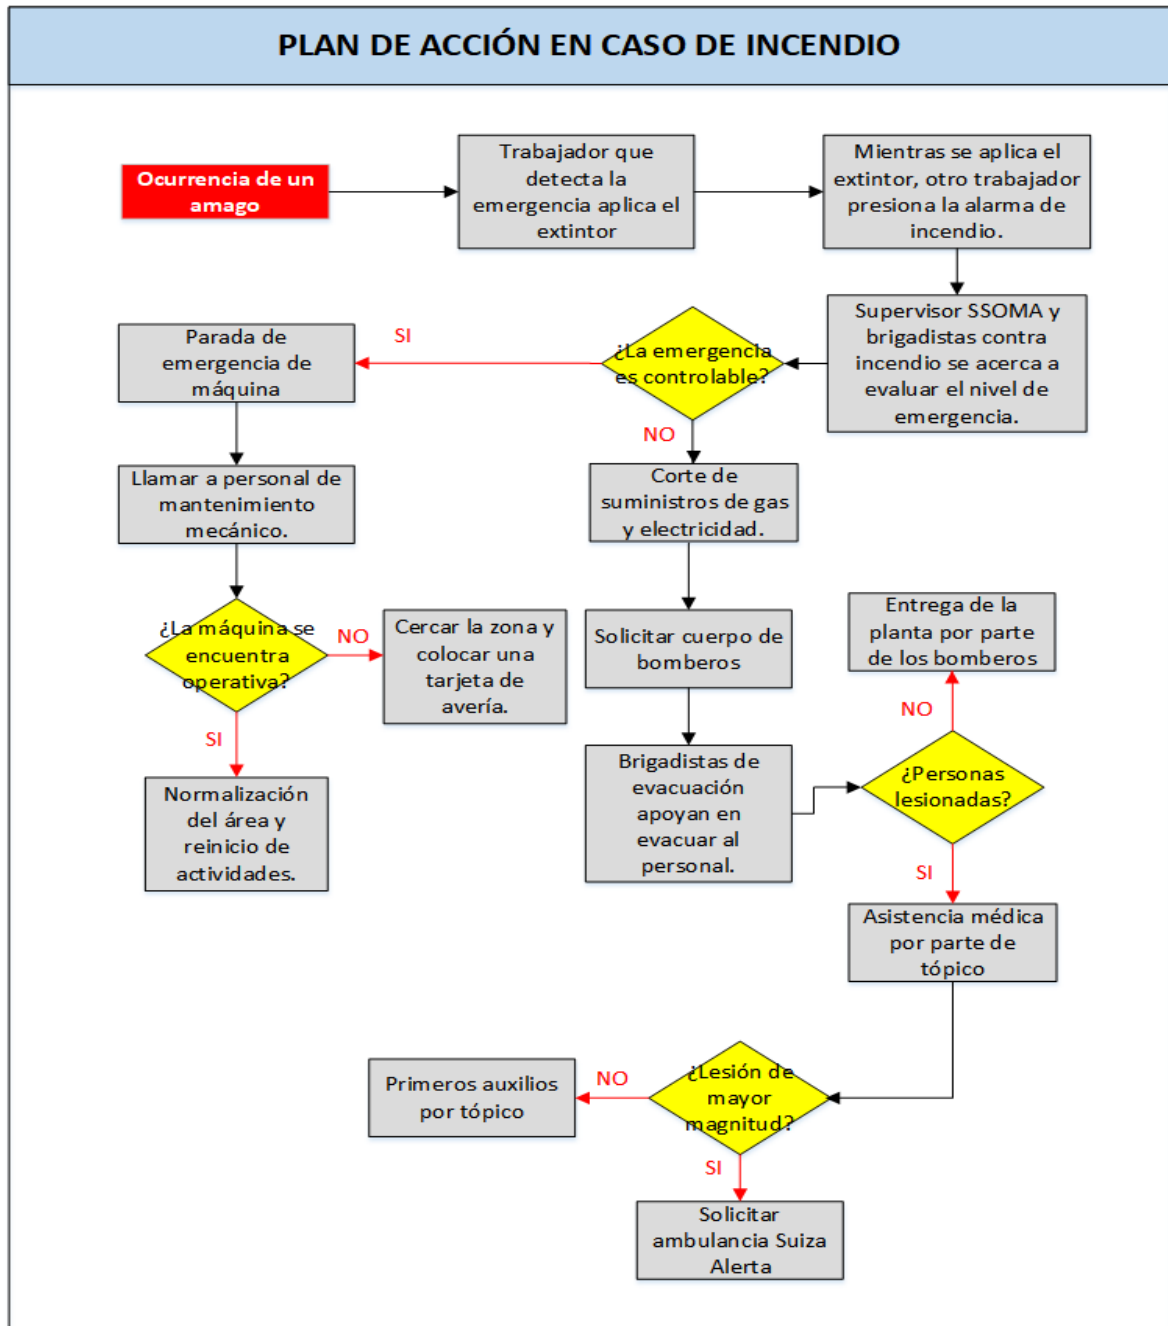 PLAN DE ACCIÓN EN CASO DE INCENDIO
Ocurrencia de un
amago
Trabajador que
detecta la
emergencia aplica el
extintor
Mientras se aplica el
extintor, otro trabajador
presiona la alarma de
incendio.
Supervisor SSOMA y
brigadistas contra
incendio se acerca a
evaluar el nivel de
emergencia.
¿La emergencia
es controlable?
SI
Parada de
emergencia de
máquina
Llamar a personal de
mantenimiento
mecánico.
¿La máquina se
encuentra
operativa?
NO
Cercar la zona y
colocar una
tarjeta de
avería.
SI
Normalización
del área y
reinicio de
actividades.
NO
Corte de
suministros de gas
y electricidad.
Solicitar cuerpo de
bomberos
Brigadistas de
evacuación
apoyan en
evacuar al
personal.
¿Personas
lesionadas?
NO
Entrega de la
planta por parte
de los bomberos
SI
Asistencia médica
por parte de
tópico
¿Lesión de
mayor
magnitud?
NO
Primeros auxilios
por tópico
SI
Solicitar
ambulancia Suiza
Alerta